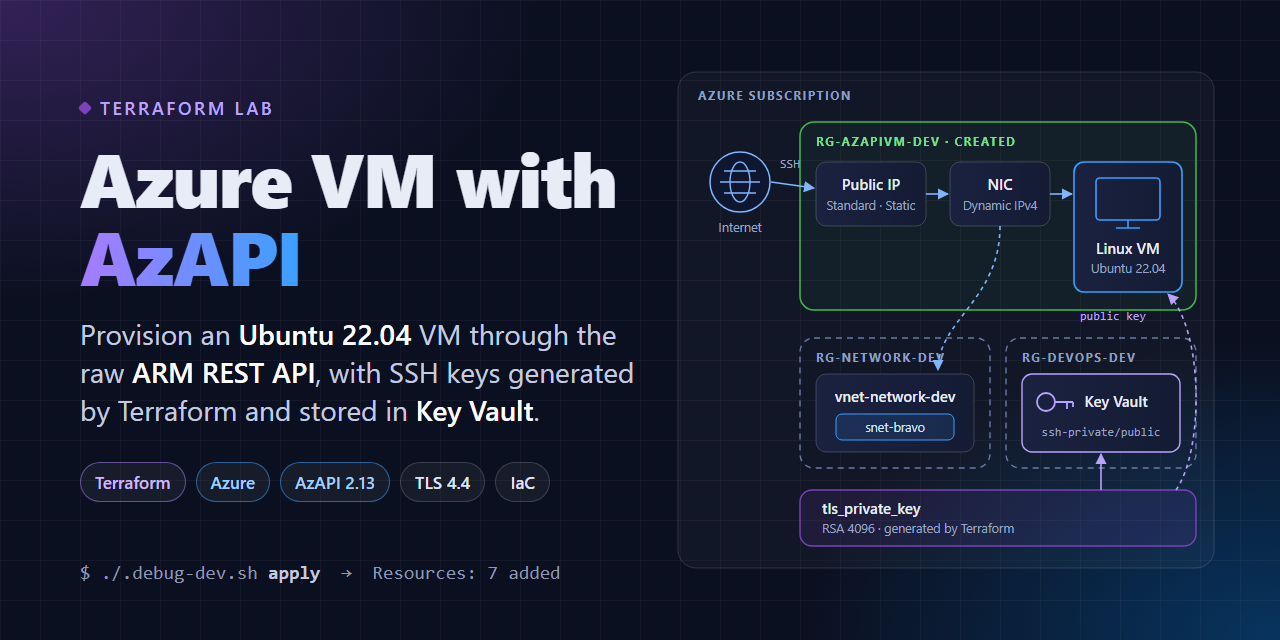 TERRAFORM LAB
Azure VM with
AzAPI
Provision an Ubuntu 22.04 VM through the
raw ARM REST API, with SSH keys generated
by Terraform and stored in Key Vault.
Terraform
Azure
AzAPI 2.13
TLS 4.4
IaC
$ ./.debug-dev.sh apply → Resources: 7 added
AZURE SUBSCRIPTION
RG-AZAPIVM-DEV · CREATED
SSH
Internet
Public IP
Standard · Static
NIC
Dynamic IPv4
Linux VM
Ubuntu 22.04
public key
RG-NETWORK-DEV
vnet-network-dev
snet-bravo
RG-DEVOPS-DEV
Key Vault
ssh-private/public
tls_private_key
RSA 4096 · generated by Terraform